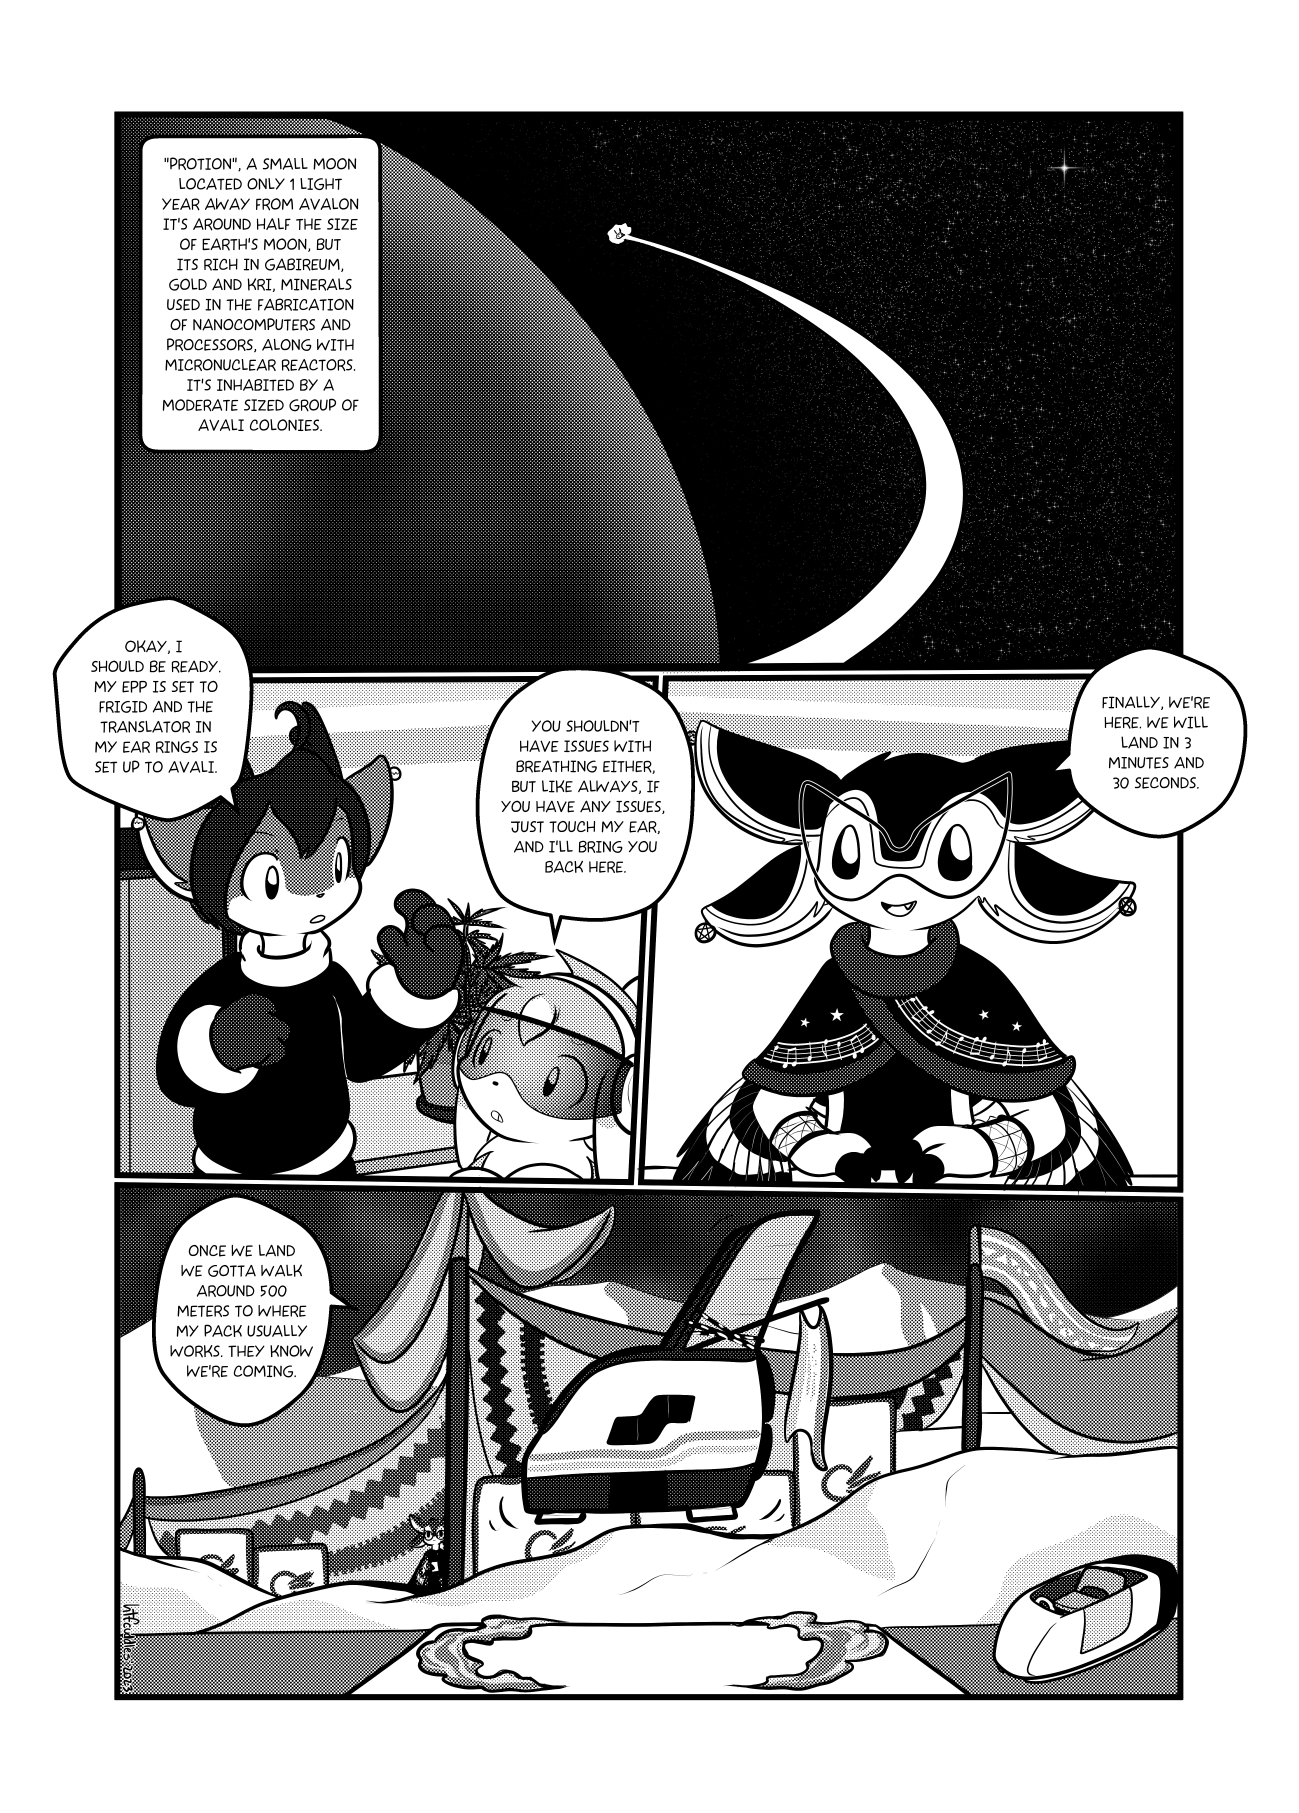 "PROTION", A SMALL MOON
LOCATED ONLY 1 LIGHT
YEAR AWAY FROM AVALON
IT'S AROUND HALF THE SIZE
OF EARTH'S MOON, BUT
ITS RICH IN GABIREUM,
GOLD AND KRI, MINERALS
USED IN THE FABRICATION
OF NANOCOMPUTERS AND
PROCESSORS, ALONG WITH
MICRONUCLEAR REACTORS.
IT'S INHABITED BY A
MODERATE SIZED GROUP OF
AVALI COLONIES.
OKAY, I
SHOULD BE READY.
MY EPP IS SET TO
FRIGID AND THE
TRANSLATOR IN
MY EAR RINGS IS
SET UP TO AVALI.
YOU SHOULDN'T
HAVE ISSUES WITH
BREATHING EITHER,
BUT LIKE ALWAYS, IF
YOU HAVE ANY ISSUES,
JUST TOUCH MY EAR,
AND I'LL BRING YOU
BACK HERE.
FINALLY, WE'RE
HERE. WE WILL
LAND IN 3
MINUTES AND
30 SECONDS.
ONCE WE LAND
WE GOTTA WALK
AROUND 500
METERS TO WHERE
MY PACK USUALLY
WORKS. THEY KNOW
WE'RE COMING.